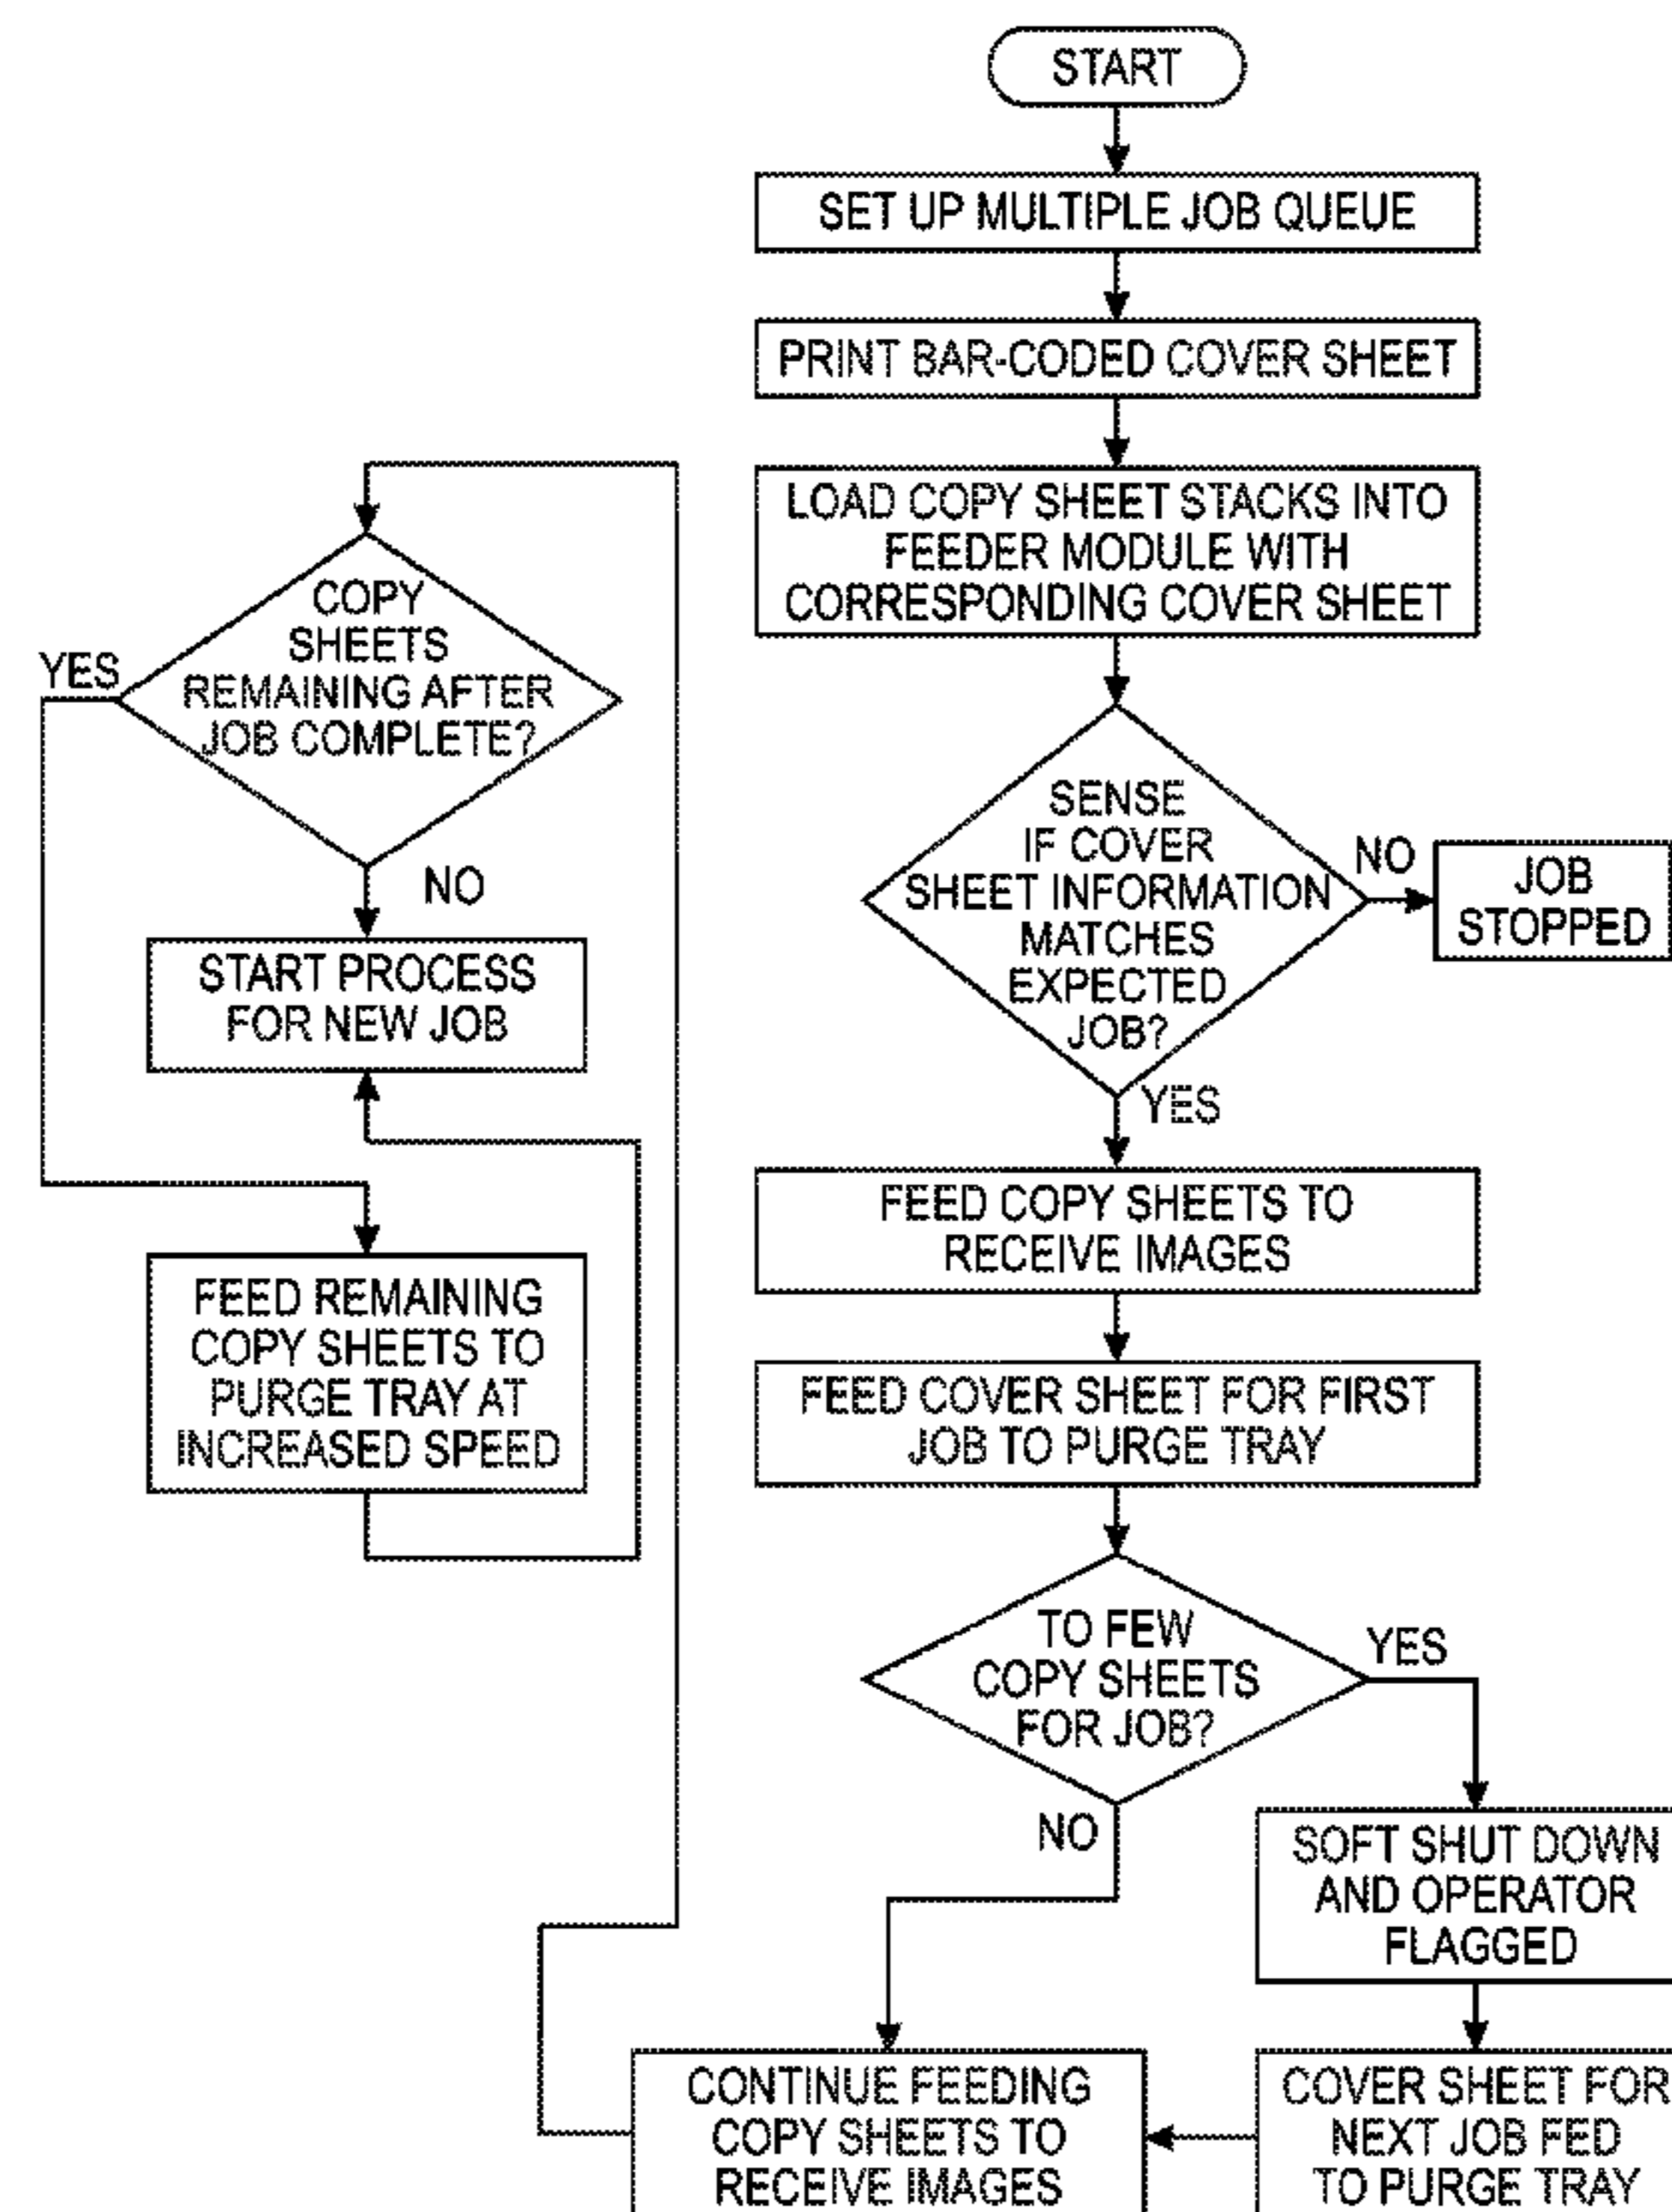 START
SET UP MULTIPLE JOB QUEUE
PRINT BAR-CODED COVER SHEET
LOAD COPY SHEET STACKS INTO
FEEDER MODULE WITH
CORRESPONDING COVER SHEET
SENSE
IF COVER
SHEET INFORMATION
MATCHES
EXPECTED
JOB?
NO
JOB
STOPPED
YES
FEED COPY SHEETS TO
RECEIVE IMAGES
FEED COVER SHEET FOR FIRST
JOB TO PURGE TRAY
TO FEW
COPY SHEETS
FOR JOB?
YES
NO
SOFT SHUT DOWN
AND OPERATOR
FLAGGED
COVER SHEET FOR
NEXT JOB FED
TO PURGE TRAY
CONTINUE FEEDING
COPY SHEETS TO
RECEIVE IMAGES
COPY
SHEETS
REMAINING AFTER
JOB COMPLETE?
YES
NO
START PROCESS
FOR NEW JOB
FEED REMAINING
COPY SHEETS TO
PURGE TRAY AT
INCREASED SPEED